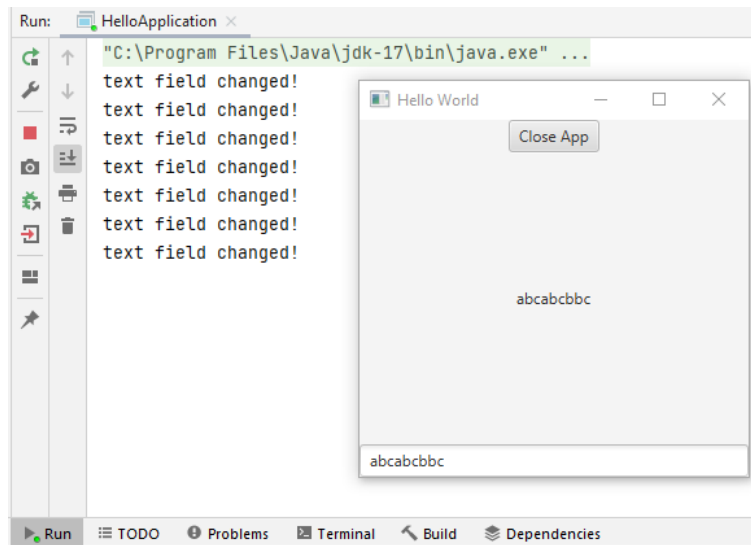 Run: HelloApplication
"C:\Program Files\Java\jdk-17\bin\java.exe" ...
text field changed!
text field changed!
text field changed!
text field changed!
text field changed!
text field changed!
text field changed!
Hello World
Close App
abcabcbbc
abcabcbbc
Run TODO Problems Terminal Build Dependencies